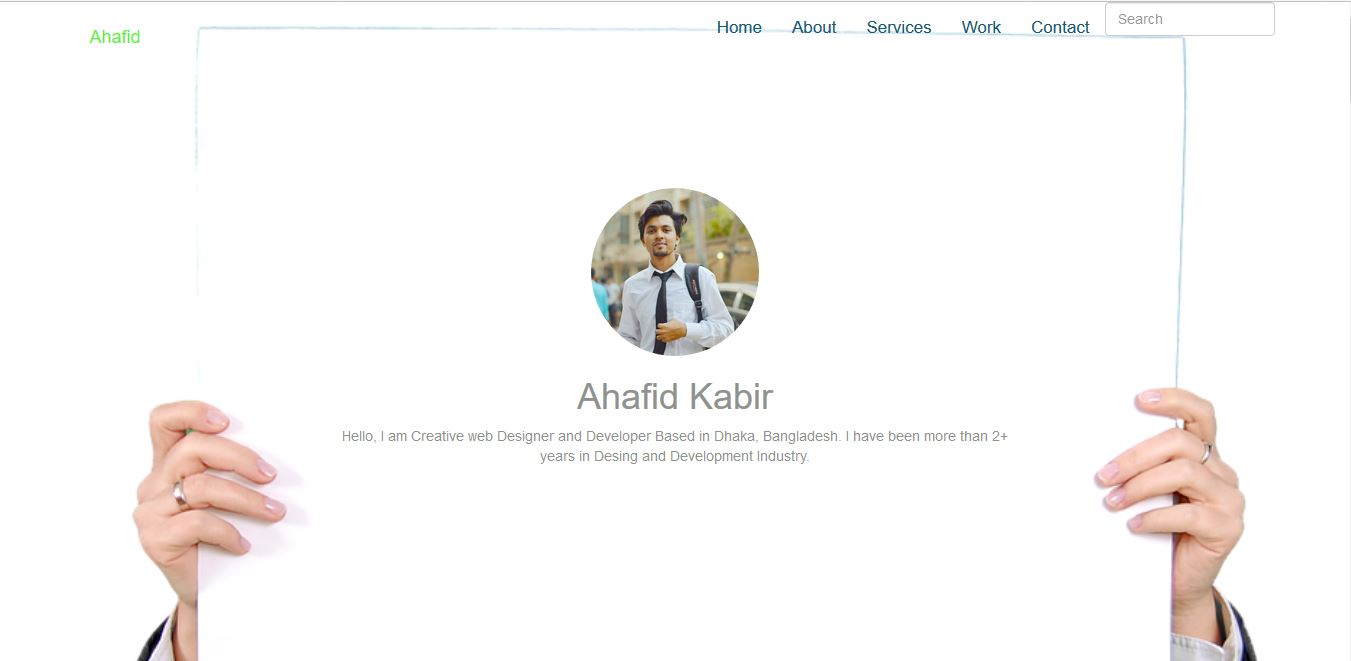 Ahafid
Home About Services Work Contact Search
Ahafid Kabir
Hello, I am Creative web Designer and Developer Based in Dhaka, Bangladesh. I have been more than 2+
years in Desing and Development Industry.